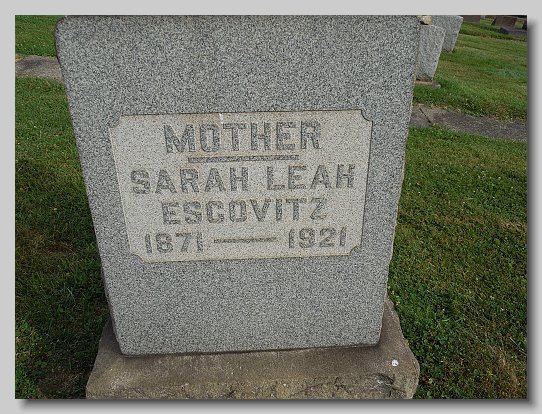 MOTHER
SARAH LEAH
ESCOVITZ
1871 — 1921